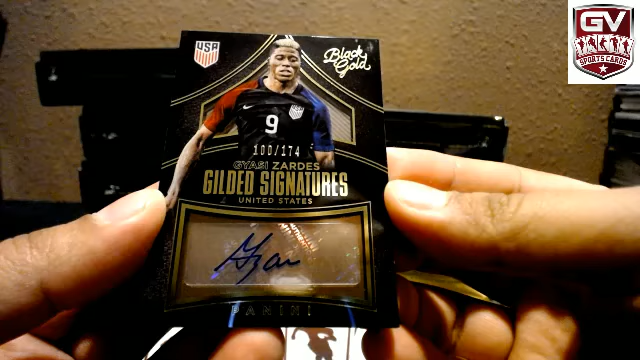 GV
SPORTS CARDS
USA
Black
Gold
9
100/174
GYASI ZARDES
GILDED SIGNATURES
UNITED STATES
PANINI